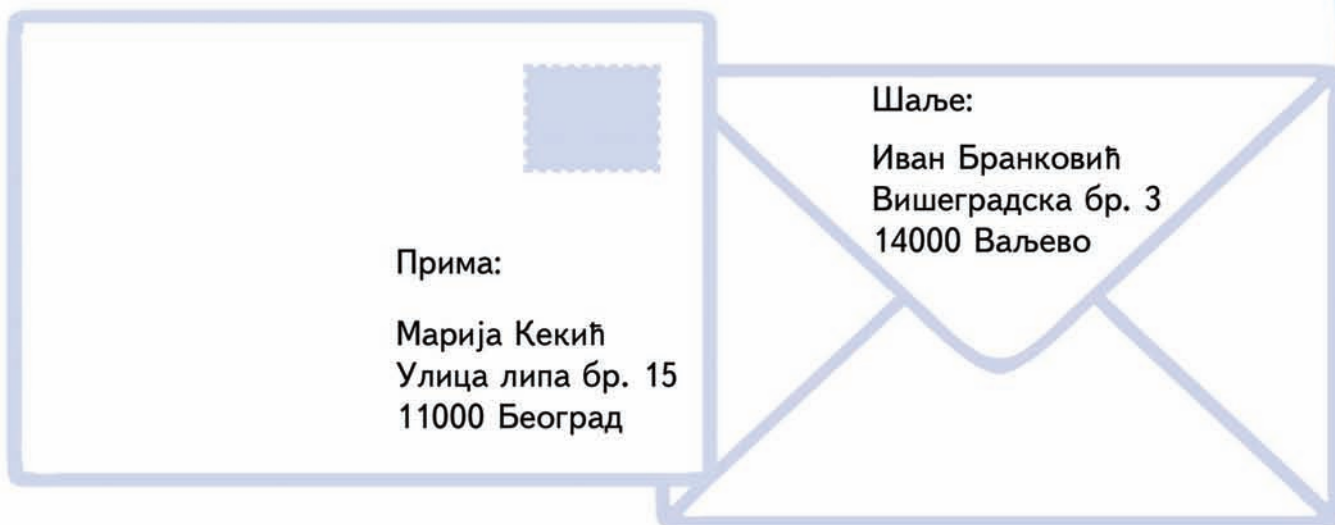 Прима:
Марија Кекић
Улица липа бр. 15
11000 Београд
Шаље:
Иван Бранковић
Вишеградска бр. 3
14000 Ваљево